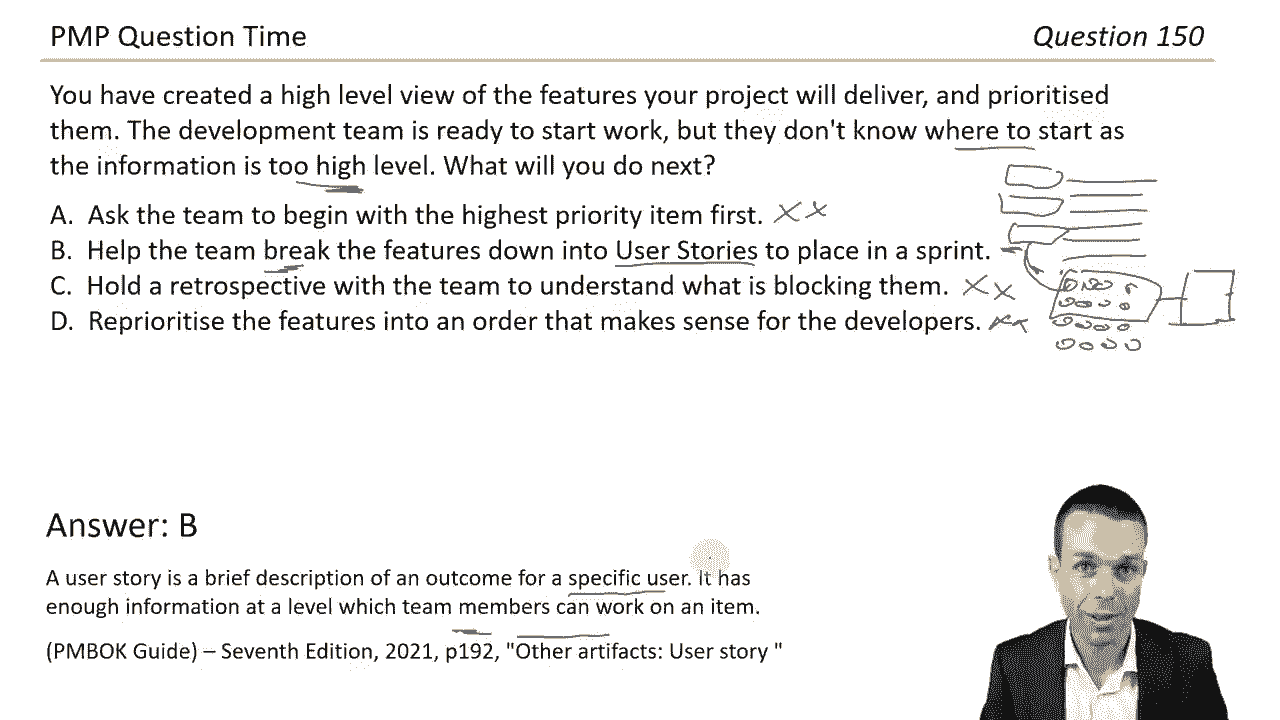 PMP Question Time
Question 150
You have created a high level view of the features your project will deliver, and prioritised
them. The development team is ready to start work, but they don't know where to start as
the information is too high level. What will you do next?
A. Ask the team to begin with the highest priority item first.
B. Help the team break the features down into User Stories to place in a sprint.
C. Hold a retrospective with the team to understand what is blocking them.
D. Reprioritise the features into an order that makes sense for the developers.
Answer: B
A user story is a brief description of an outcome for a specific user. It has
enough information at a level which team members can work on an item.
(PMBOK Guide) – Seventh Edition, 2021, p192, "Other artifacts: User story "